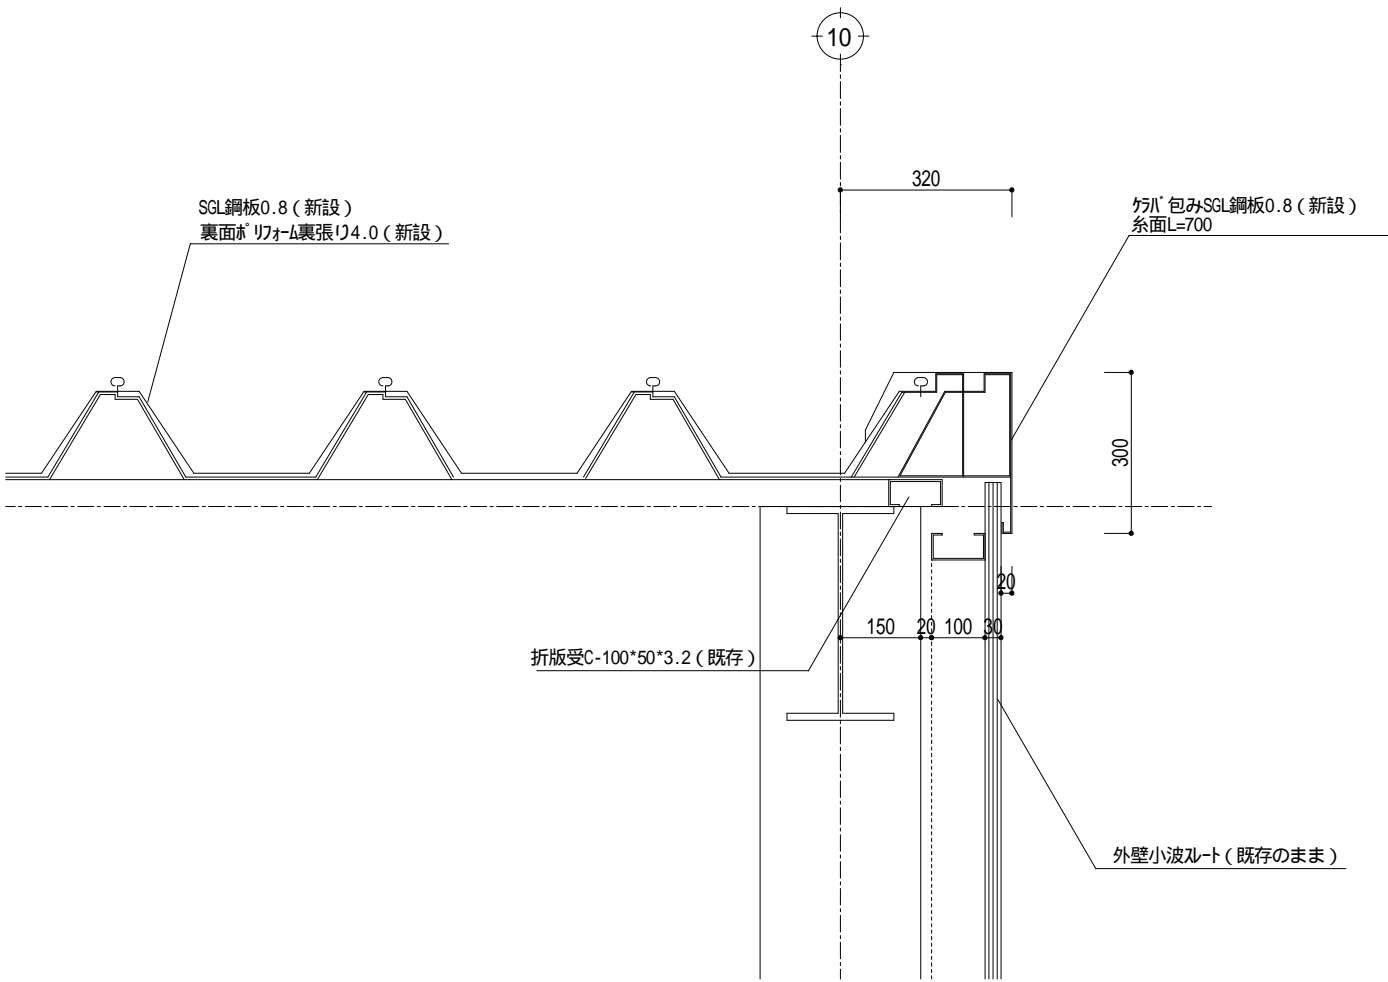 10
320
SGL鋼板0.8(新設)
裏面ポリフォーム裏張り4.0(新設)
ケラバ包みSGL鋼板0.8(新設)
糸面L=700
300
20
150
20
100
30
折版受C-100*50*3.2(既存)
外壁小波スレート(既存のまま)